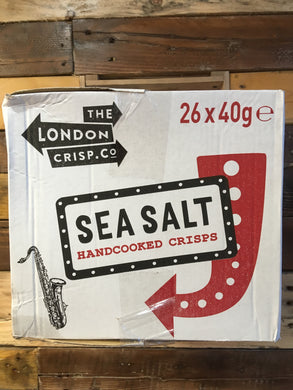 THE
LONDON
CRISP.CO
26 x 40g ℮
SEA SALT
HANDCOOKED CRISPS